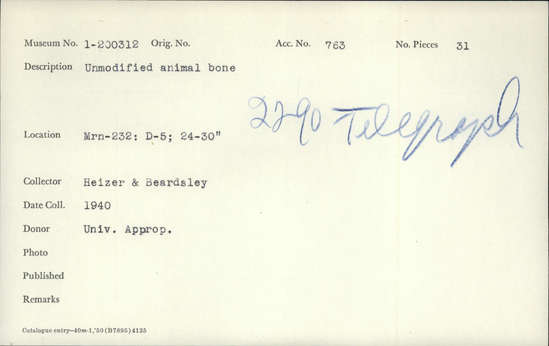 Museum No. 1-200312 Orig. No. Acc. No. 763 No. Pieces 31
Description Unmodified animal bone
2290 Telegraph
Location Mrn-232: D-5; 24-30"
Collector Heizer & Beardsley
Date Coll. 1940
Donor Univ. Approp.
Photo
Published
Remarks
Catalogue entry—40m-1,'50 (B7695) 4125